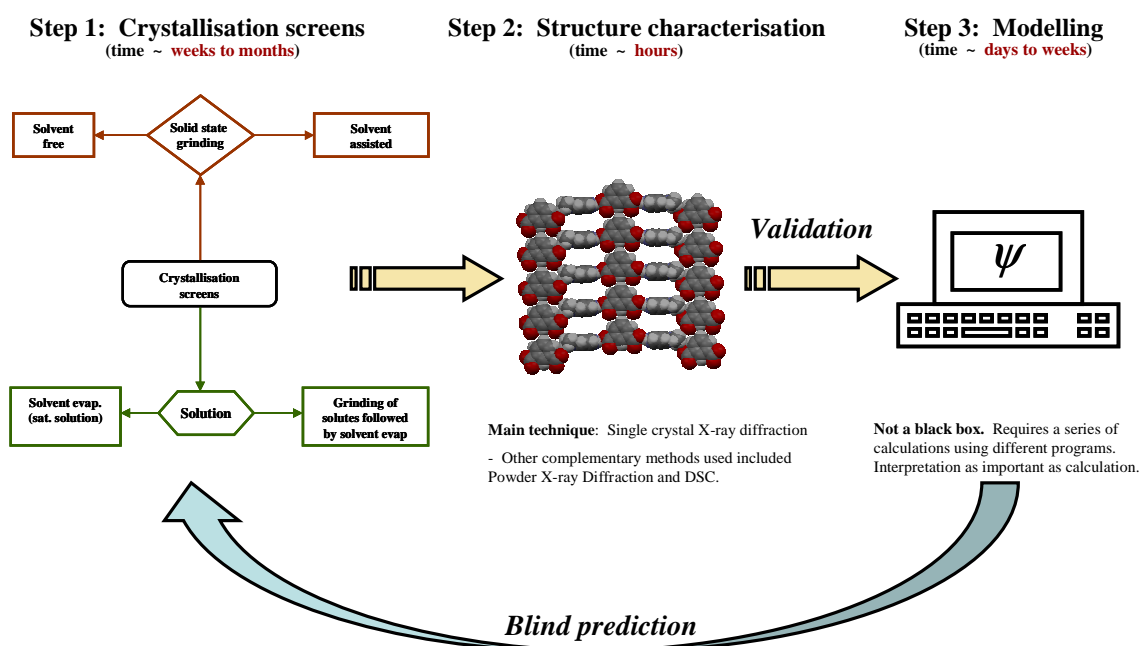 Step 1: Crystallisation screens
(time ~ weeks to months)
Step 2: Structure characterisation
(time ~ hours)
Step 3: Modelling
(time ~ days to weeks)
Solvent
free
Solid state
grinding
Solvent
assisted
Crystallisation
screens
Solvent evap.
(sat. solution)
Solution
Grinding of
solutes followed
by solvent evap
Validation
ψ
Main technique: Single crystal X-ray diffraction
- Other complementary methods used included
Powder X-ray Diffraction and DSC.
Not a black box. Requires a series of
calculations using different programs.
Interpretation as important as calculation.
Blind prediction